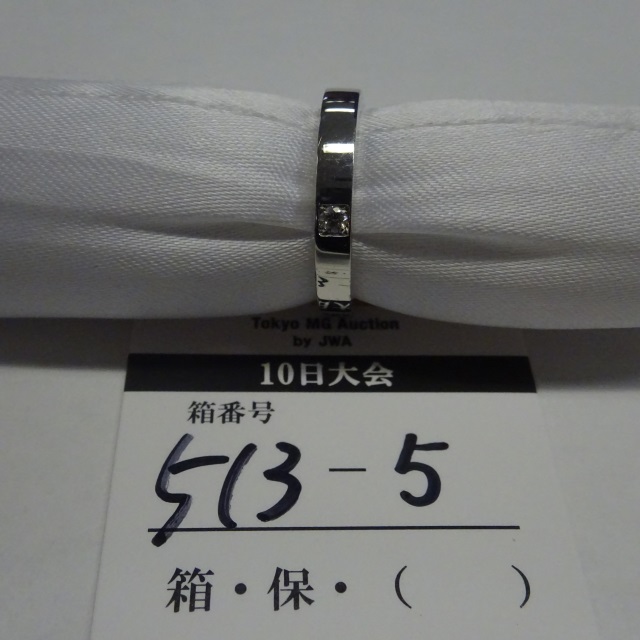 Tokyo MG Auction
by JWA
10日大会
箱番号
513-5
箱・保・(　　)